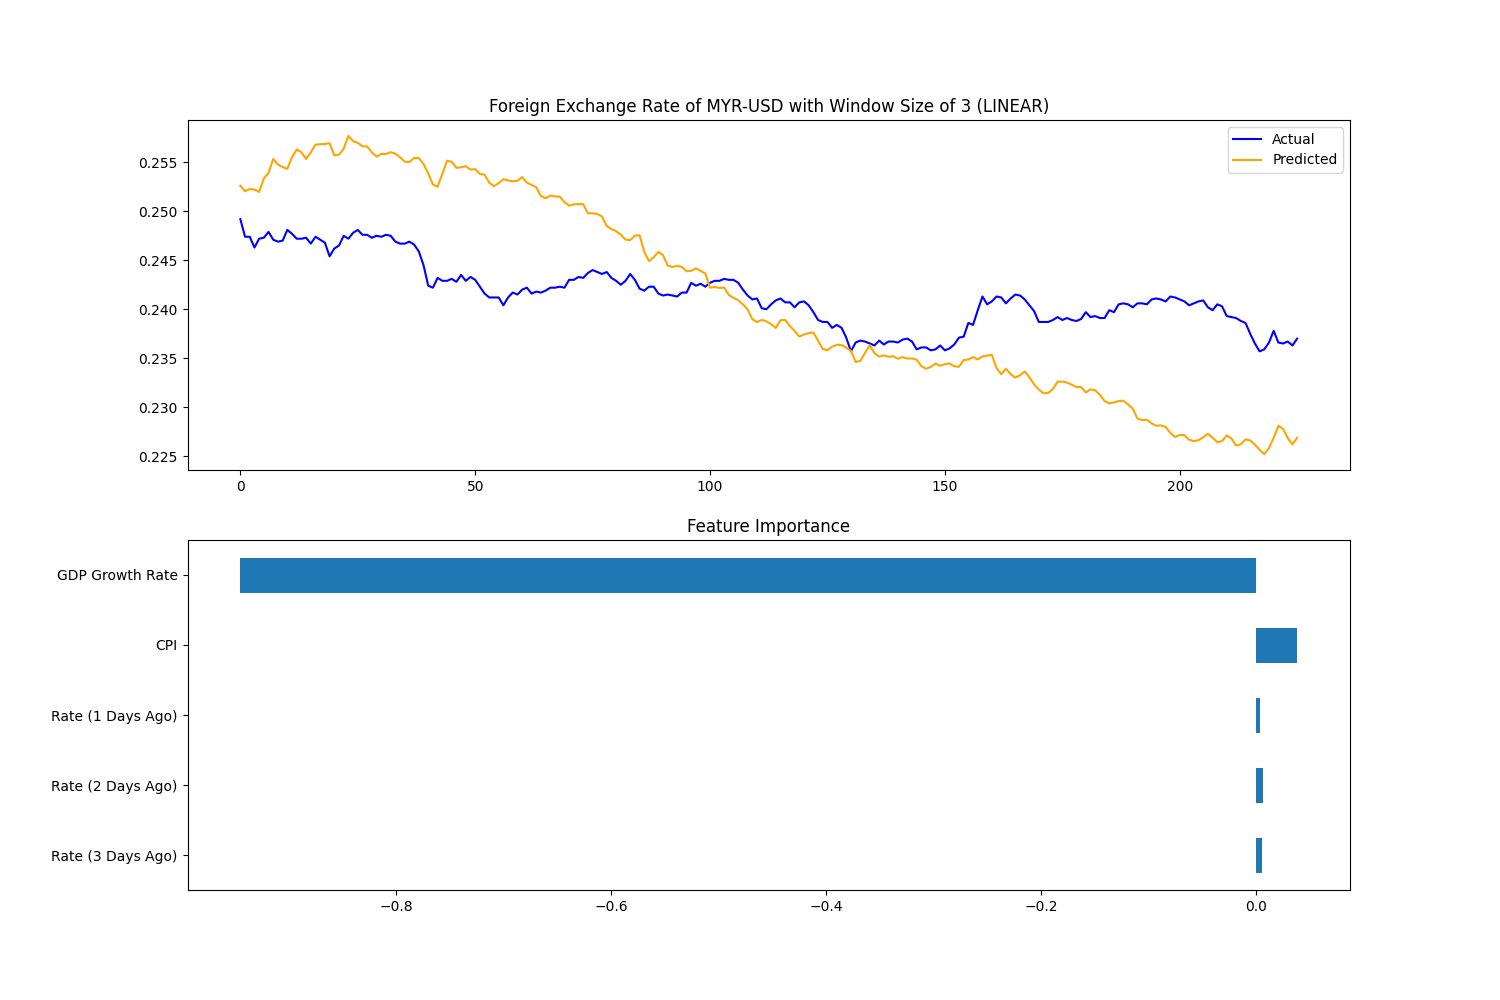 Foreign Exchange Rate of MYR-USD with Window Size of 3 (LINEAR)
Actual
Predicted
0.255
0.250
0.245
0.240
0.235
0.230
0.225
0 50 100 150 200
Feature Importance
GDP Growth Rate
CPI
Rate (1 Days Ago)
Rate (2 Days Ago)
Rate (3 Days Ago)
−0.8 −0.6 −0.4 −0.2 0.0